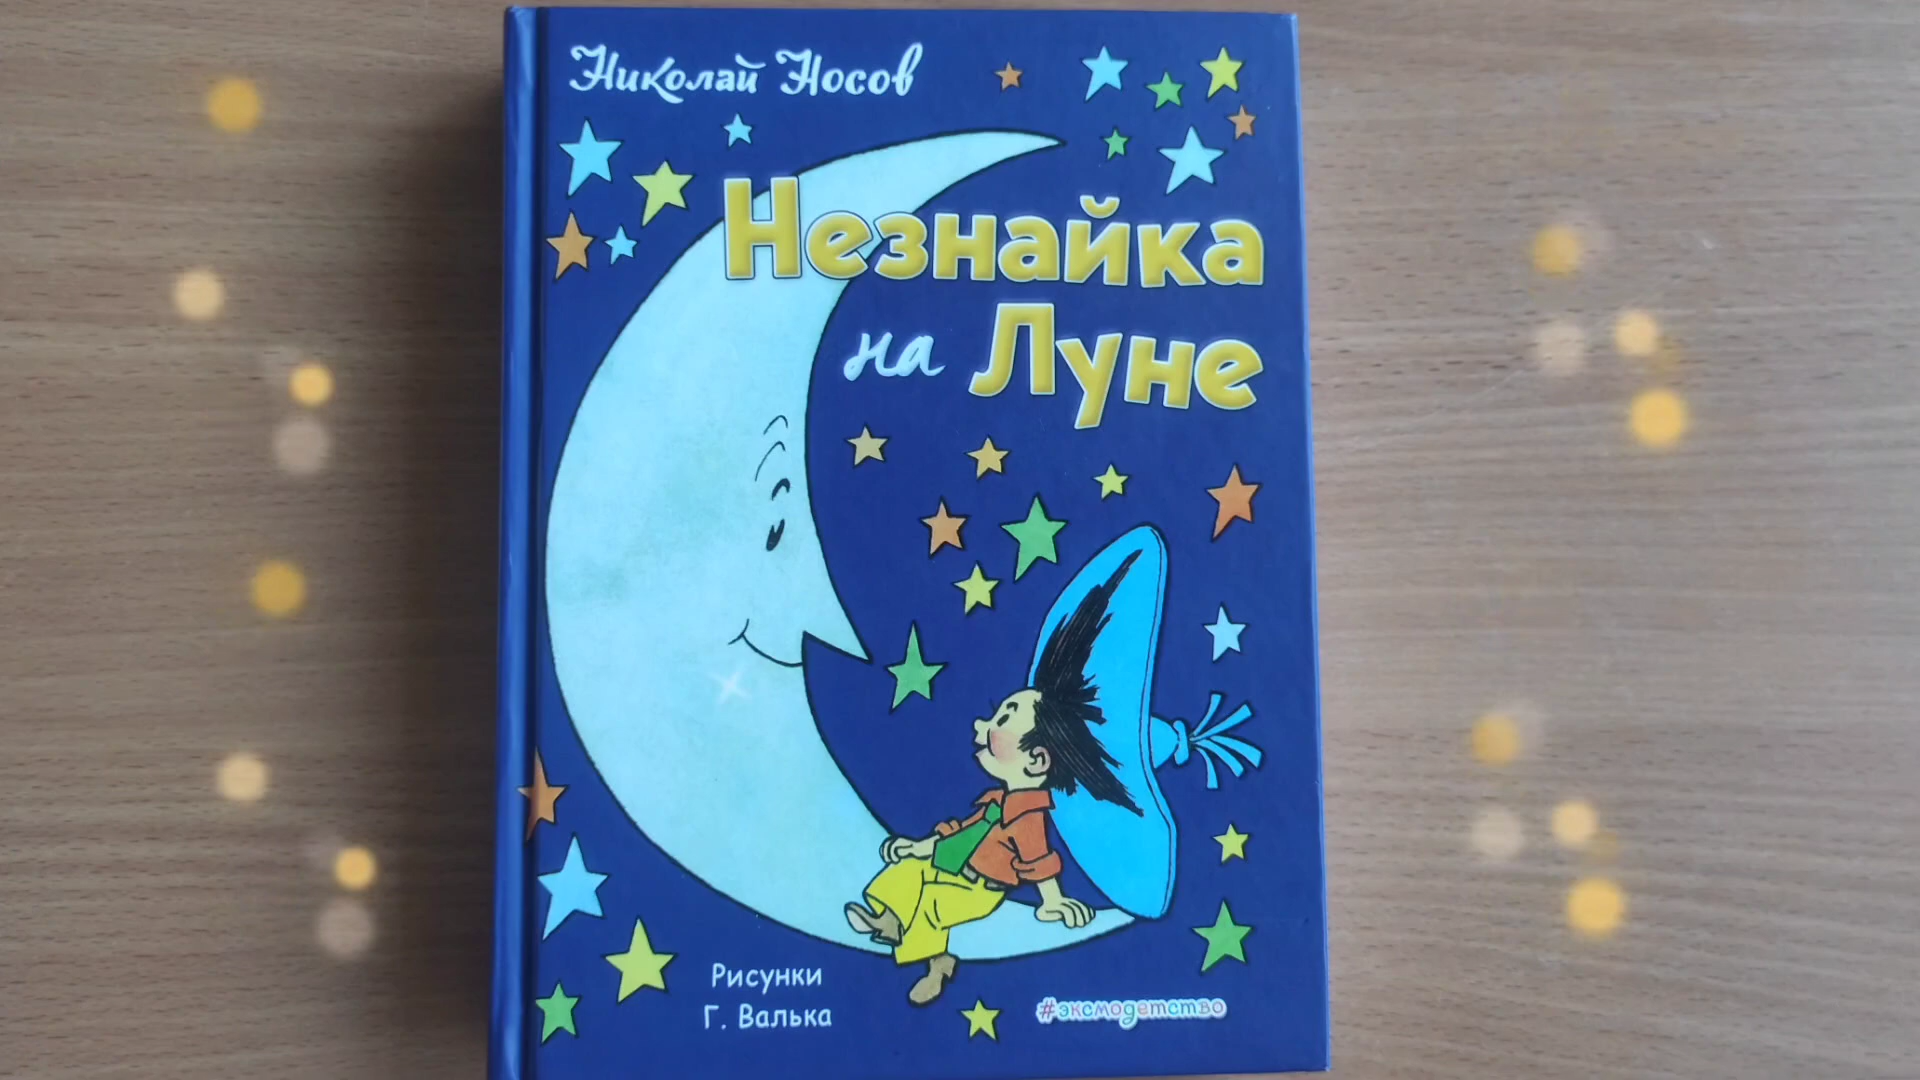 Николай Носов
Незнайка
на Луне
Рисунки
Г. Валька
#эксмодетство